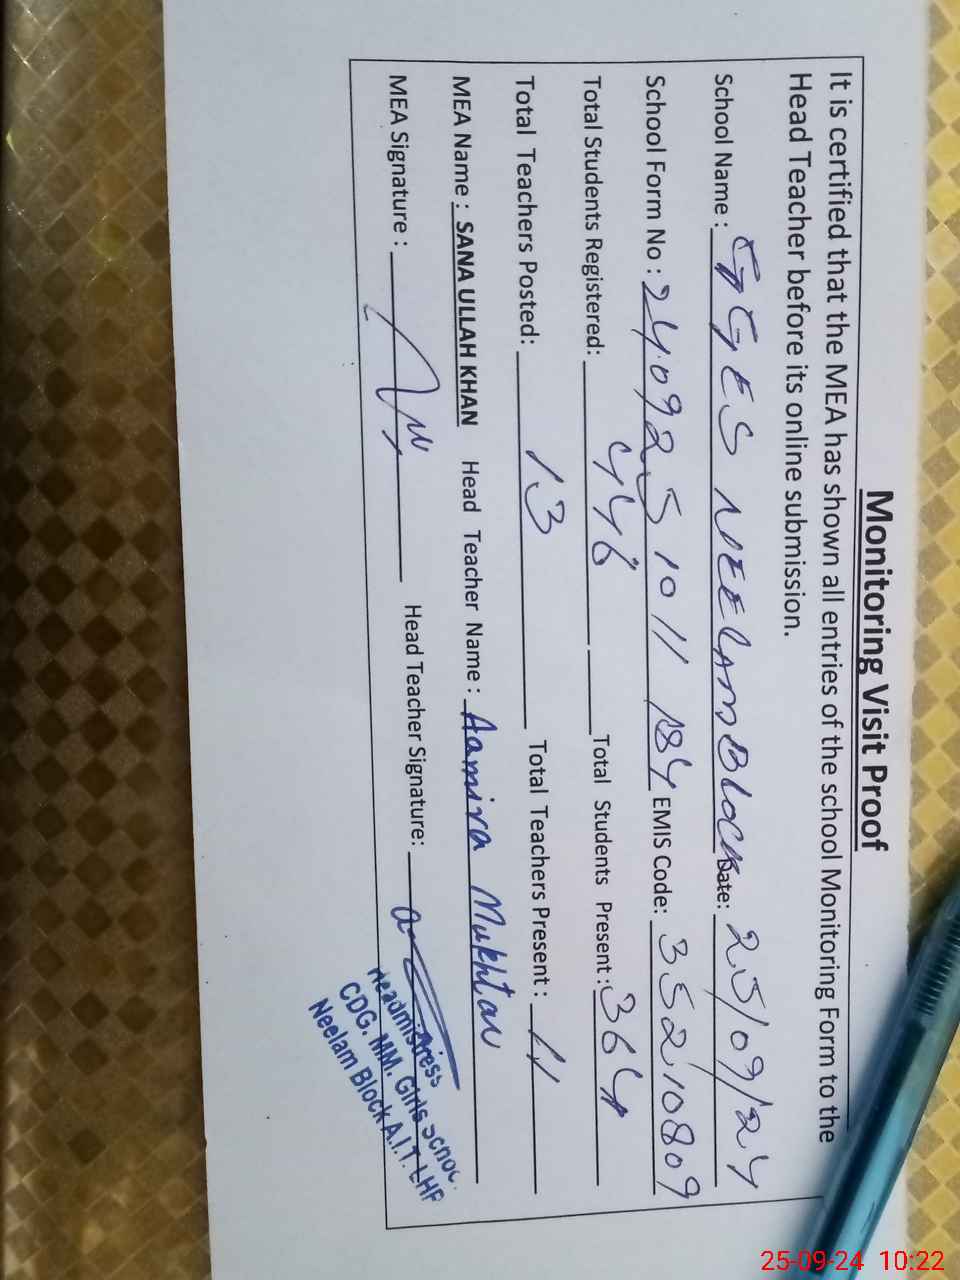 Monitoring Visit Proof
It is certified that the MEA has shown all entries of the school Monitoring Form to the
Head Teacher before its online submission.
School Name : GGES NEELAM BLOCK Date: 25/09/24
School Form No : 2409251011184 EMIS Code: 35210809
Total Students Registered: 446 Total Students Present : 364
Total Teachers Posted: 13 Total Teachers Present : 11
MEA Name : SANA ULLAH KHAN Head Teacher Name : Aamira Mukhtar
MEA Signature : Head Teacher Signature:
Headmistress
CDG. MM. Girls School
Neelam Block A.I.T. LHR
25-09-24 10:22